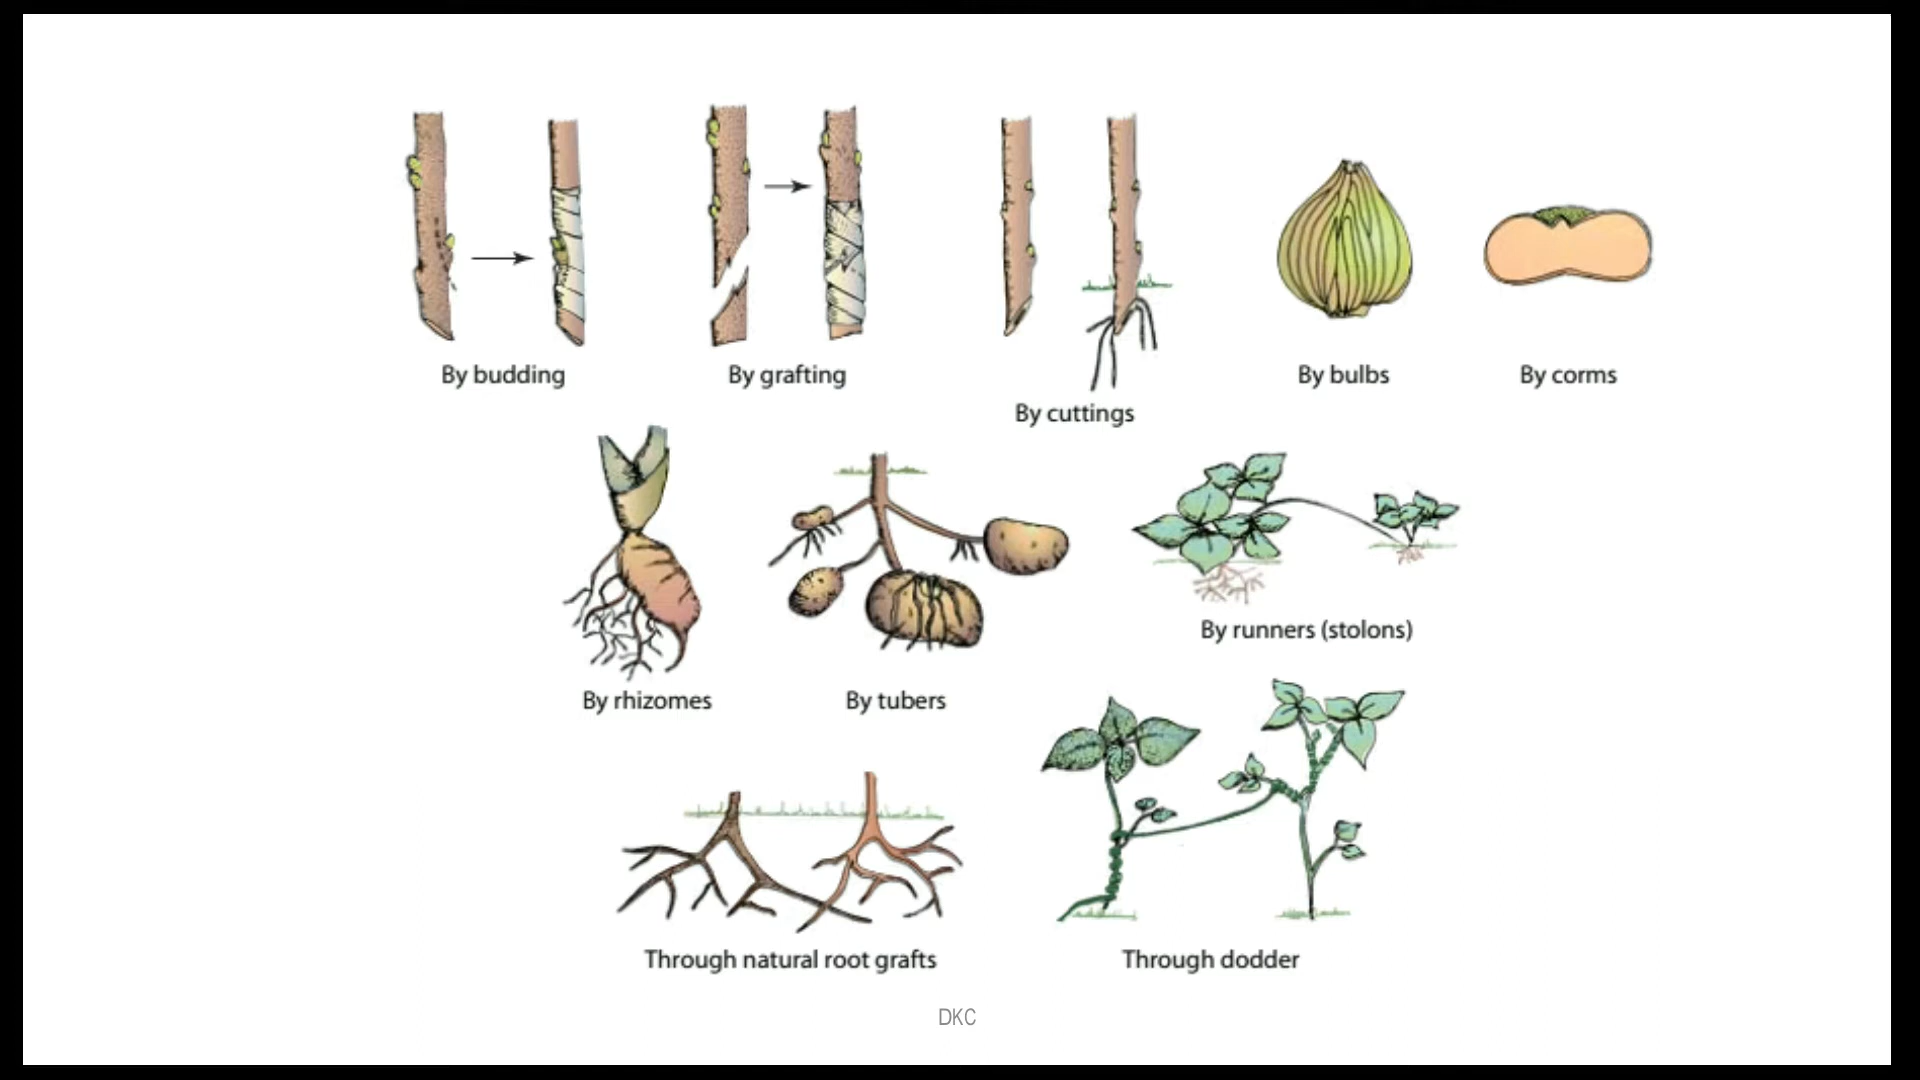 By budding
By grafting
By cuttings
By bulbs
By corms
By rhizomes
By tubers
By runners (stolons)
Through natural root grafts
Through dodder
DKC